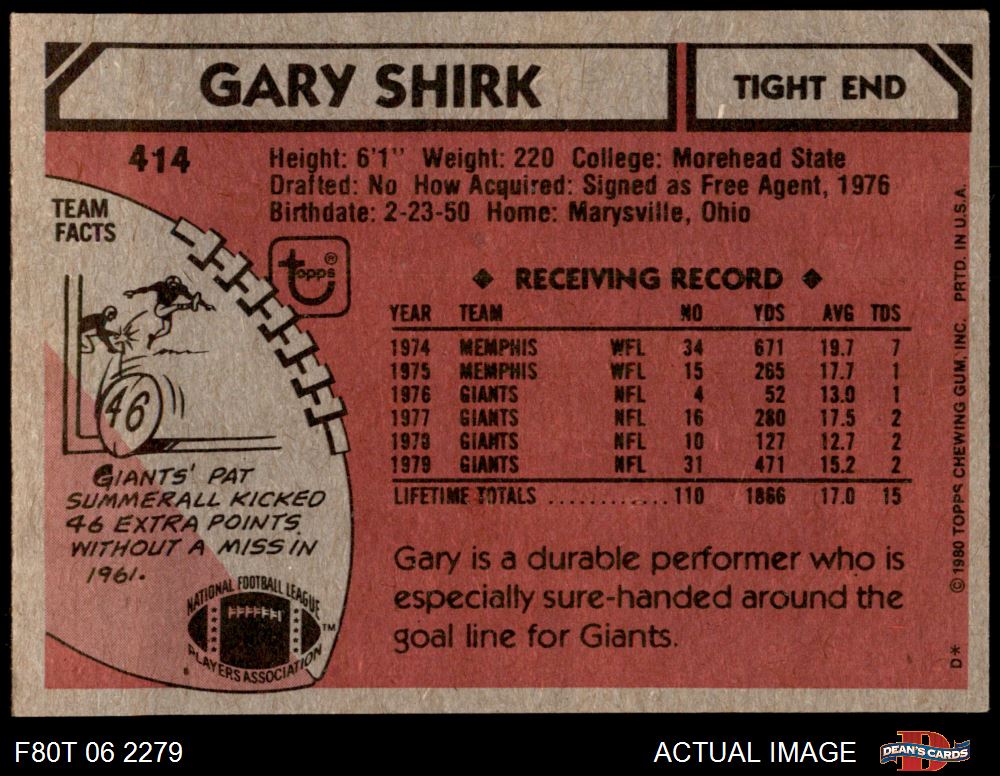 GARY SHIRK
TIGHT END
414
Height: 6'1" Weight: 220 College: Morehead State
Drafted: No How Acquired: Signed as Free Agent, 1976
Birthdate: 2-23-50 Home: Marysville, Ohio
TEAM
FACTS
46
GIANTS' PAT
SUMMERALL KICKED
46 EXTRA POINTS
WITHOUT A MISS IN
1961.
NATIONAL FOOTBALL LEAGUE
PLAYERS ASSOCIATION
TM
topps ®
◆ RECEIVING RECORD ◆
YEAR TEAM NO YDS AVG TDS
1974 MEMPHIS WFL 34 671 19.7 7
1975 MEMPHIS WFL 15 265 17.7 1
1976 GIANTS NFL 4 52 13.0 1
1977 GIANTS NFL 16 280 17.5 2
1978 GIANTS NFL 10 127 12.7 2
1979 GIANTS NFL 31 471 15.2 2
LIFETIME TOTALS ............ 110 1866 17.0 15
Gary is a durable performer who is
especially sure-handed around the
goal line for Giants.
© 1980 TOPPS CHEWING GUM, INC. PRTD. IN U.S.A.
D*
F80T 06 2279
ACTUAL IMAGE
DEAN'S CARDS